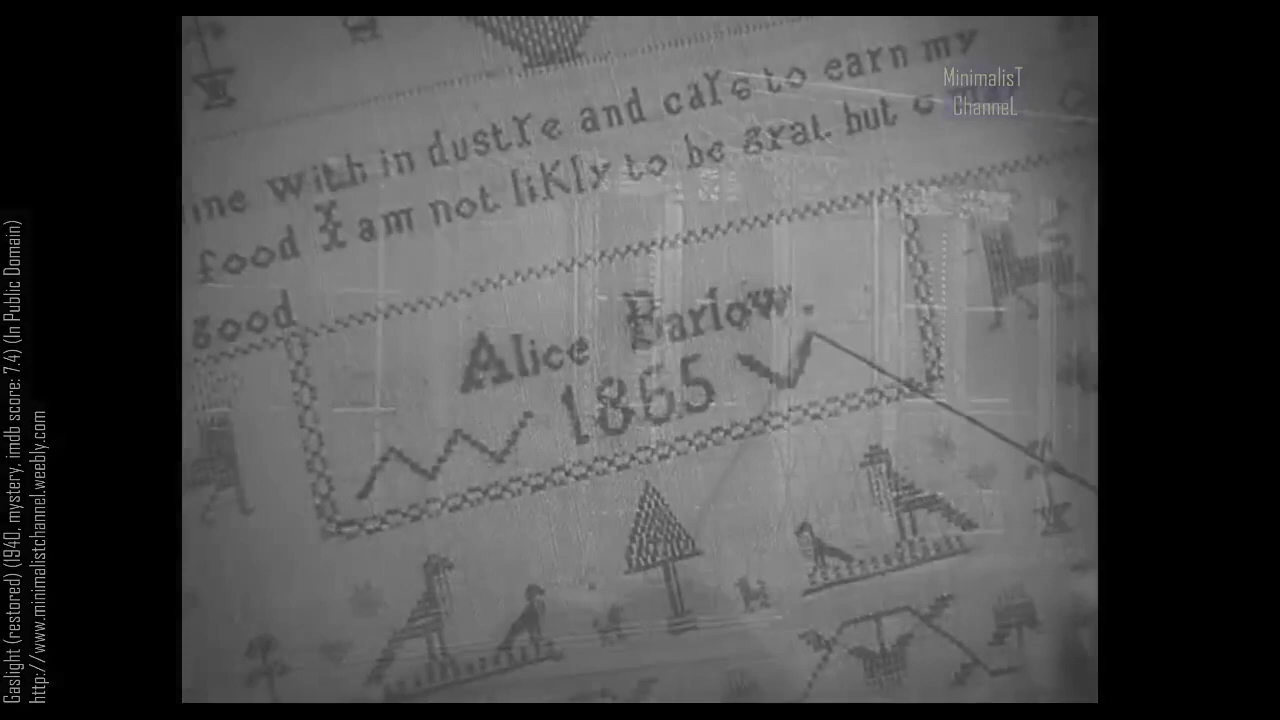 MinimalisT
ChanneL
ine with in dustre and care to earn my
food I am not likly to be grat. but
good
Alice Barlow.
1865
Gaslight (restored) (1940, mystery, imdb score: 7.4) (In Public Domain)
http://www.minimalistchannel.weebly.com